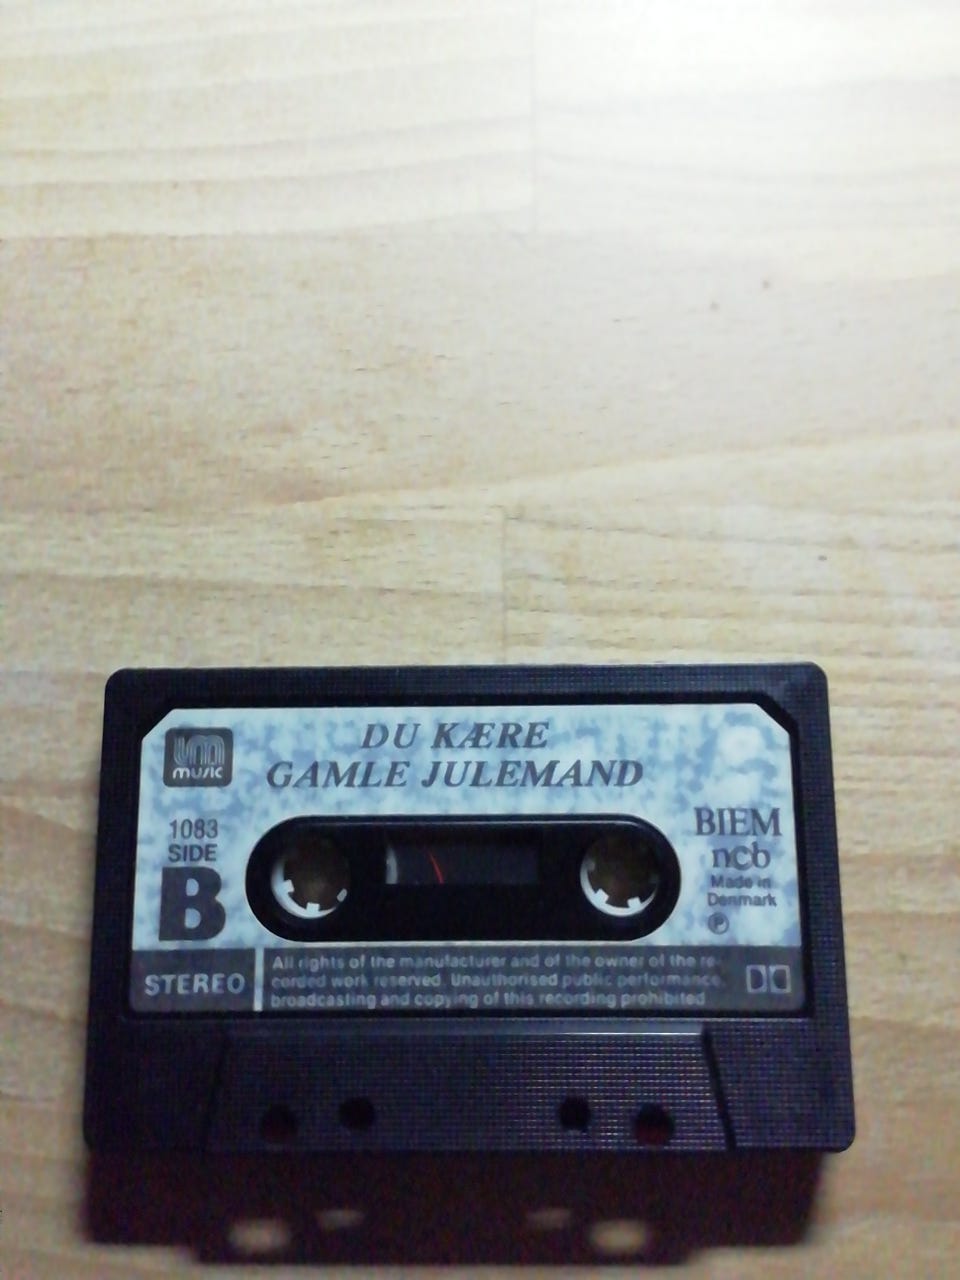 DU KÆRE
GAMLE JULEMAND
music
1083
SIDE
B
BIEM
ncb
Made in
Denmark
Ⓟ
STEREO
All rights of the manufacturer and of the owner of the re-
corded work reserved. Unauthorised public performance,
broadcasting and copying of this recording prohibited